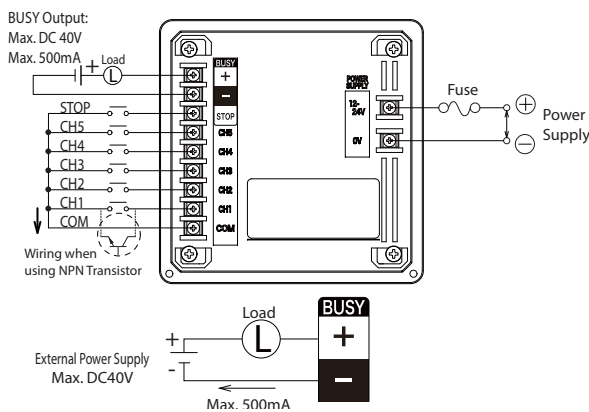 BUSY Output:
Max. DC 40V
Max. 500mA
+
Load
L
BUSY
+
−
STOP
CH5
CH4
CH3
CH2
CH1
COM
STOP
CH5
CH4
CH3
CH2
CH1
COM
Wiring when
using NPN Transistor
POWER
SUPPLY
12-
24V
0V
Fuse
+
−
Power
Supply
Load
L
+
-
External Power Supply
Max. DC40V
Max. 500mA
BUSY
+
−